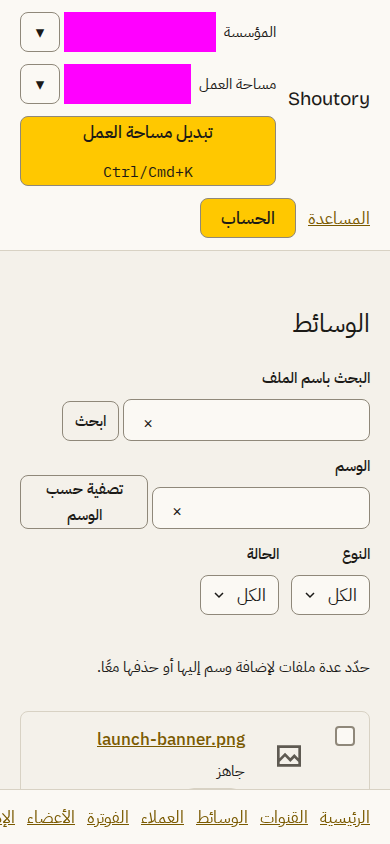 المؤسسة
▼
مساحة العمل
▼
Shoutory
تبديل مساحة العمل
Ctrl/Cmd+K
المساعدة
الحساب
الوسائط
البحث باسم الملف
×
ابحث
الوسم
×
تصفية حسب
الوسم
النوع
الحالة
الكل
الكل
حدّد عدة ملفات لإضافة وسم إليها أو حذفها معًا.
launch-banner.png
جاهز
الرئيسية القنوات الوسائط العملاء الفوترة الأعضاء